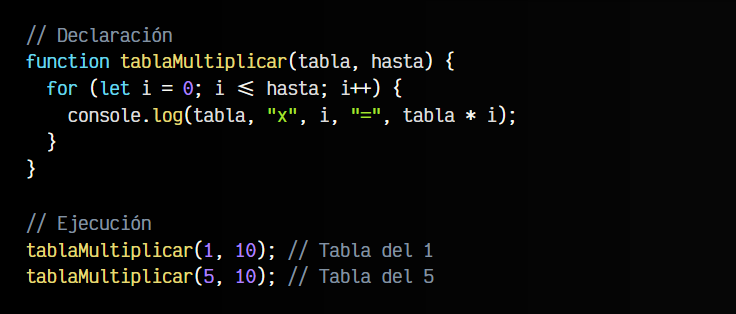 // Declaración
function tablaMultiplicar(tabla, hasta) {
  for (let i = 0; i <= hasta; i++) {
    console.log(tabla, "x", i, "=", tabla * i);
  }
}

// Ejecución
tablaMultiplicar(1, 10); // Tabla del 1
tablaMultiplicar(5, 10); // Tabla del 5